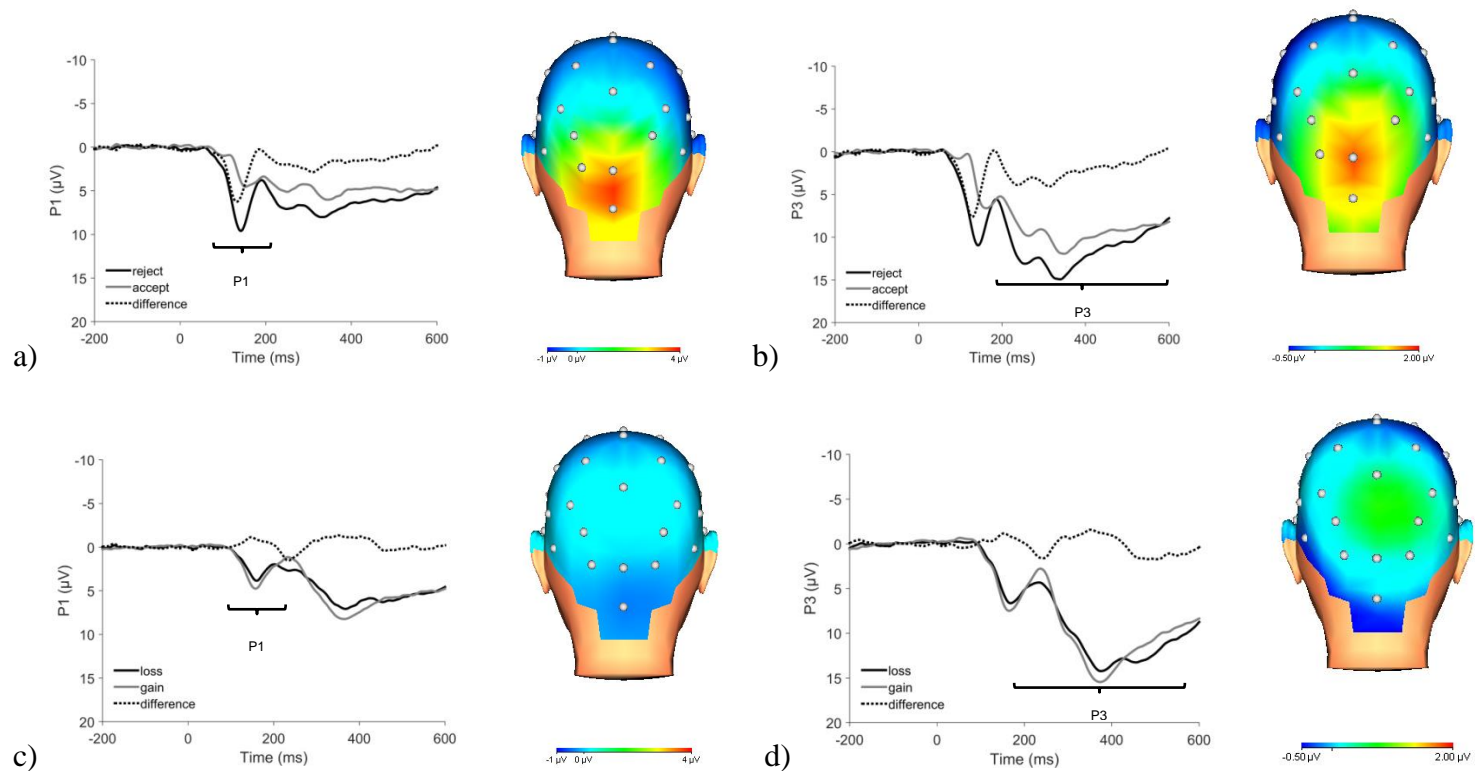 -10
-5
0
5
10
15
20
P1 (µV)
reject
accept
difference
P1
-200
0
200
400
600
Time (ms)
-1 µV
0 µV
4 µV
a)
-10
-5
0
5
10
15
20
P3 (µV)
reject
accept
difference
P3
-200
0
200
400
600
Time (ms)
-0.50 µV
2.00 µV
b)
-10
-5
0
5
10
15
20
P1 (µV)
loss
gain
difference
P1
-200
0
200
400
600
Time (ms)
-1 µV
0 µV
4 µV
c)
-10
-5
0
5
10
15
20
P3 (µV)
loss
gain
difference
P3
-200
0
200
400
600
Time (ms)
-0.50 µV
2.00 µV
d)